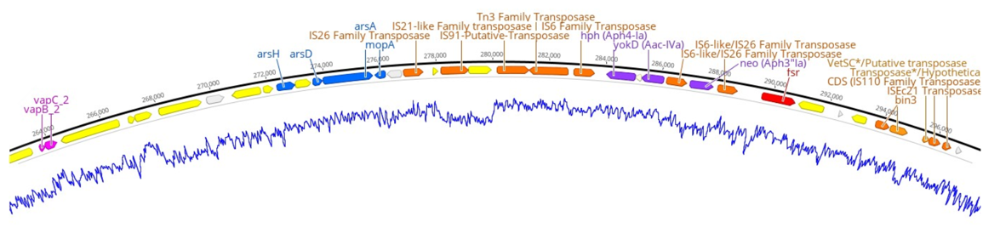 Tn3 Family Transposase
arsA IS21-like Family transposase | IS6 Family Transposase
IS26 Family Transposase IS91-Putative-Transposase hph (Aph4-Ia)
mopA yokD (Aac-IVa) IS6-like/IS26 Family Transposase
arsH arsD IS6-like/IS26 Family Transposase
neo (Aph3"Ia) VetSC*/Putative transposase
tsr Transposase*/Hypothetica
CDS (IS110 Family Transposase
ISEc21 Transposase
vapC_2 bin3
vapB_2
264,000 266,000 268,000 270,000 272,000 274,000 276,000 278,000 280,000 282,000 284,000 286,000 288,000 290,000 292,000 294,000 296,000